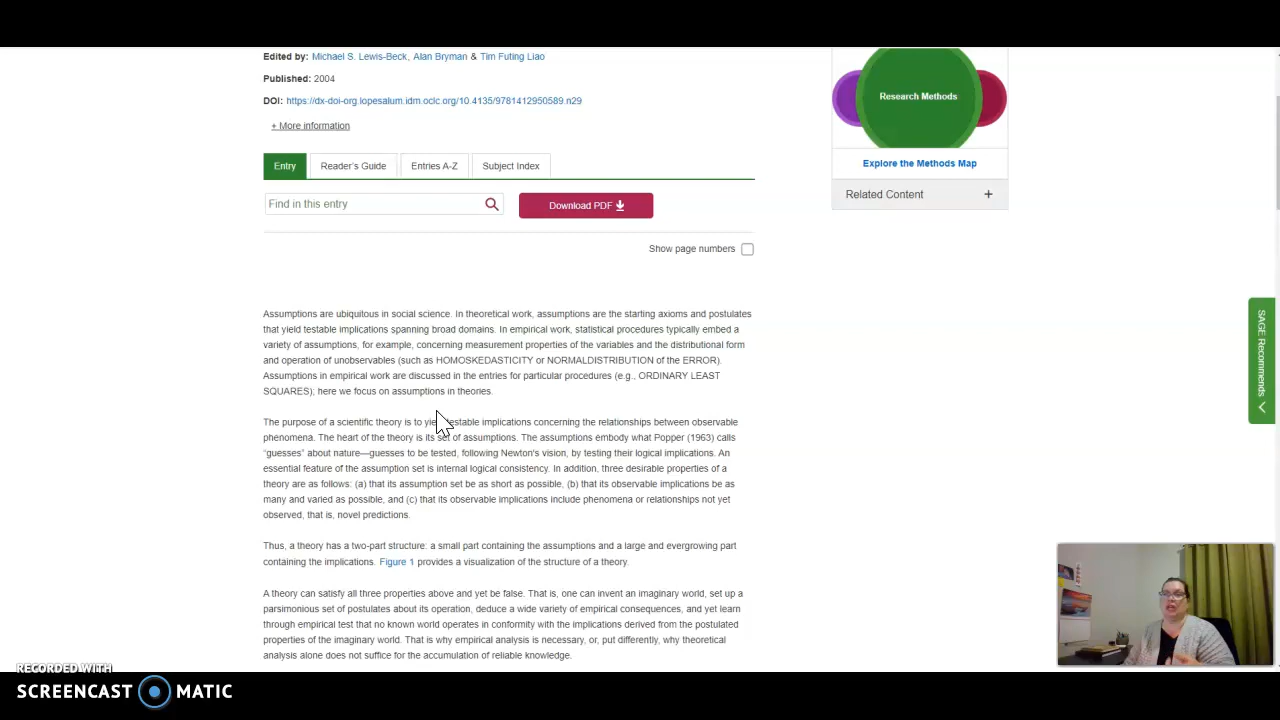 Edited by: Michael S. Lewis-Beck, Alan Bryman & Tim Futing Liao
Published: 2004
DOI: https://dx-doi-org.lopesalum.idm.oclc.org/10.4135/9781412950589.n29
+ More information
Entry
Reader's Guide
Entries A-Z
Subject Index
Find in this entry
Download PDF
Show page numbers
Assumptions are ubiquitous in social science. In theoretical work, assumptions are the starting axioms and postulates
that yield testable implications spanning broad domains. In empirical work, statistical procedures typically embed a
variety of assumptions, for example, concerning measurement properties of the variables and the distributional form
and operation of unobservables (such as HOMOSKEDASTICITY or NORMALDISTRIBUTION of the ERROR).
Assumptions in empirical work are discussed in the entries for particular procedures (e.g., ORDINARY LEAST
SQUARES); here we focus on assumptions in theories.
The purpose of a scientific theory is to yield testable implications concerning the relationships between observable
phenomena. The heart of the theory is its set of assumptions. The assumptions embody what Popper (1963) calls
"guesses" about nature—guesses to be tested, following Newton's vision, by testing their logical implications. An
essential feature of the assumption set is internal logical consistency. In addition, three desirable properties of a
theory are as follows: (a) that its assumption set be as short as possible, (b) that its observable implications be as
many and varied as possible, and (c) that its observable implications include phenomena or relationships not yet
observed, that is, novel predictions.
Thus, a theory has a two-part structure: a small part containing the assumptions and a large and evergrowing part
containing the implications. Figure 1 provides a visualization of the structure of a theory.
A theory can satisfy all three properties above and yet be false. That is, one can invent an imaginary world, set up a
parsimonious set of postulates about its operation, deduce a wide variety of empirical consequences, and yet learn
through empirical test that no known world operates in conformity with the implications derived from the postulated
properties of the imaginary world. That is why empirical analysis is necessary, or, put differently, why theoretical
analysis alone does not suffice for the accumulation of reliable knowledge.
Research Methods
Explore the Methods Map
Related Content +
SAGE Recommends
RECORDED WITH
SCREENCAST MATIC